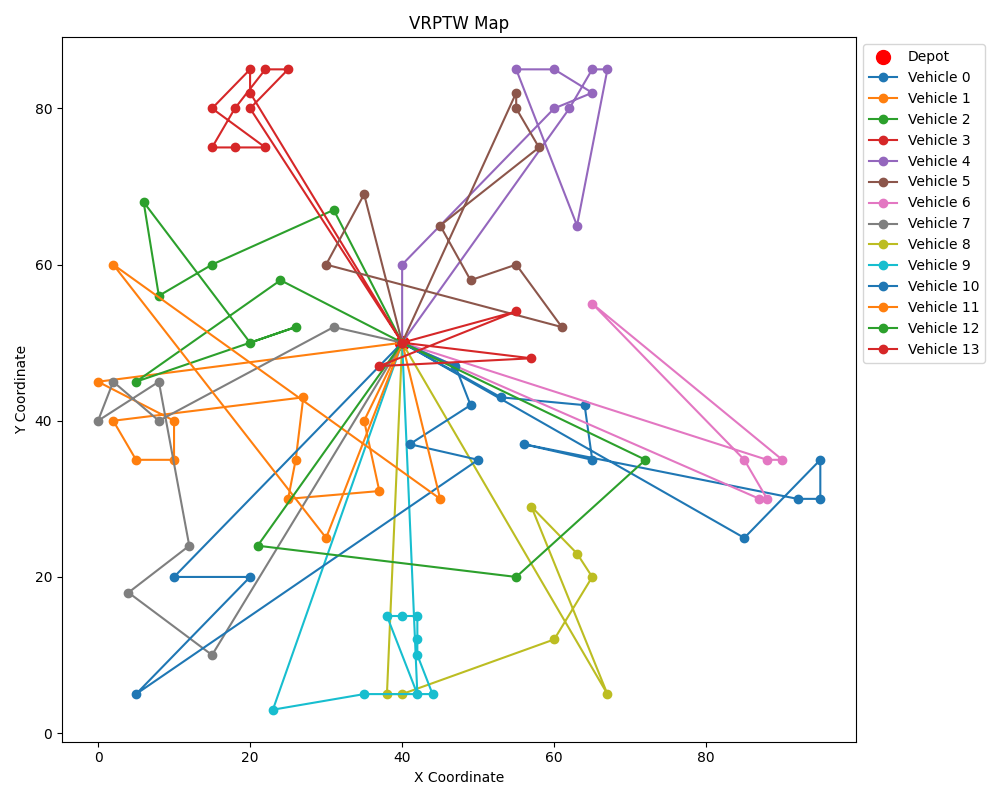 VRPTW Map
Depot
Vehicle 0
Vehicle 1
Vehicle 2
Vehicle 3
Vehicle 4
Vehicle 5
Vehicle 6
Vehicle 7
Vehicle 8
Vehicle 9
Vehicle 10
Vehicle 11
Vehicle 12
Vehicle 13
Y Coordinate
80
60
40
20
0
0 20 40 60 80
X Coordinate